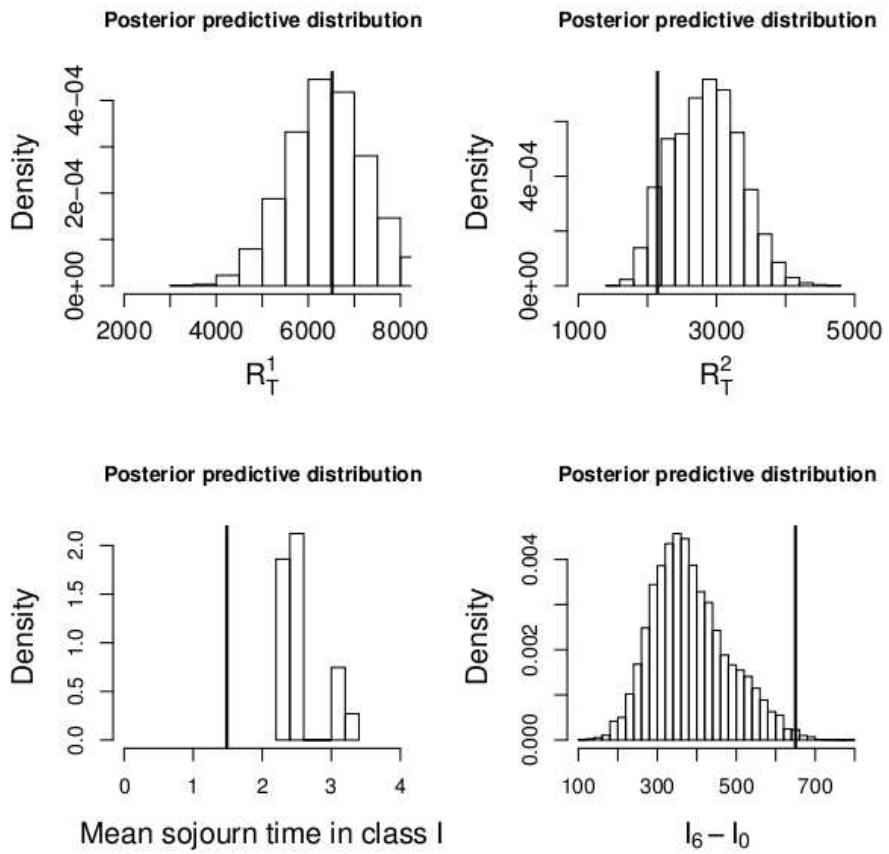 Posterior predictive distribution
Density
0e+00 2e−04 4e−04
2000 4000 6000 8000
R_T^1
Posterior predictive distribution
Density
0e+00 4e−04
1000 3000 5000
R_T^2
Posterior predictive distribution
Density
0.0 0.5 1.0 1.5 2.0
0 1 2 3 4
Mean sojourn time in class I
Posterior predictive distribution
Density
0.000 0.002 0.004
100 300 500 700
I_6 − I_0